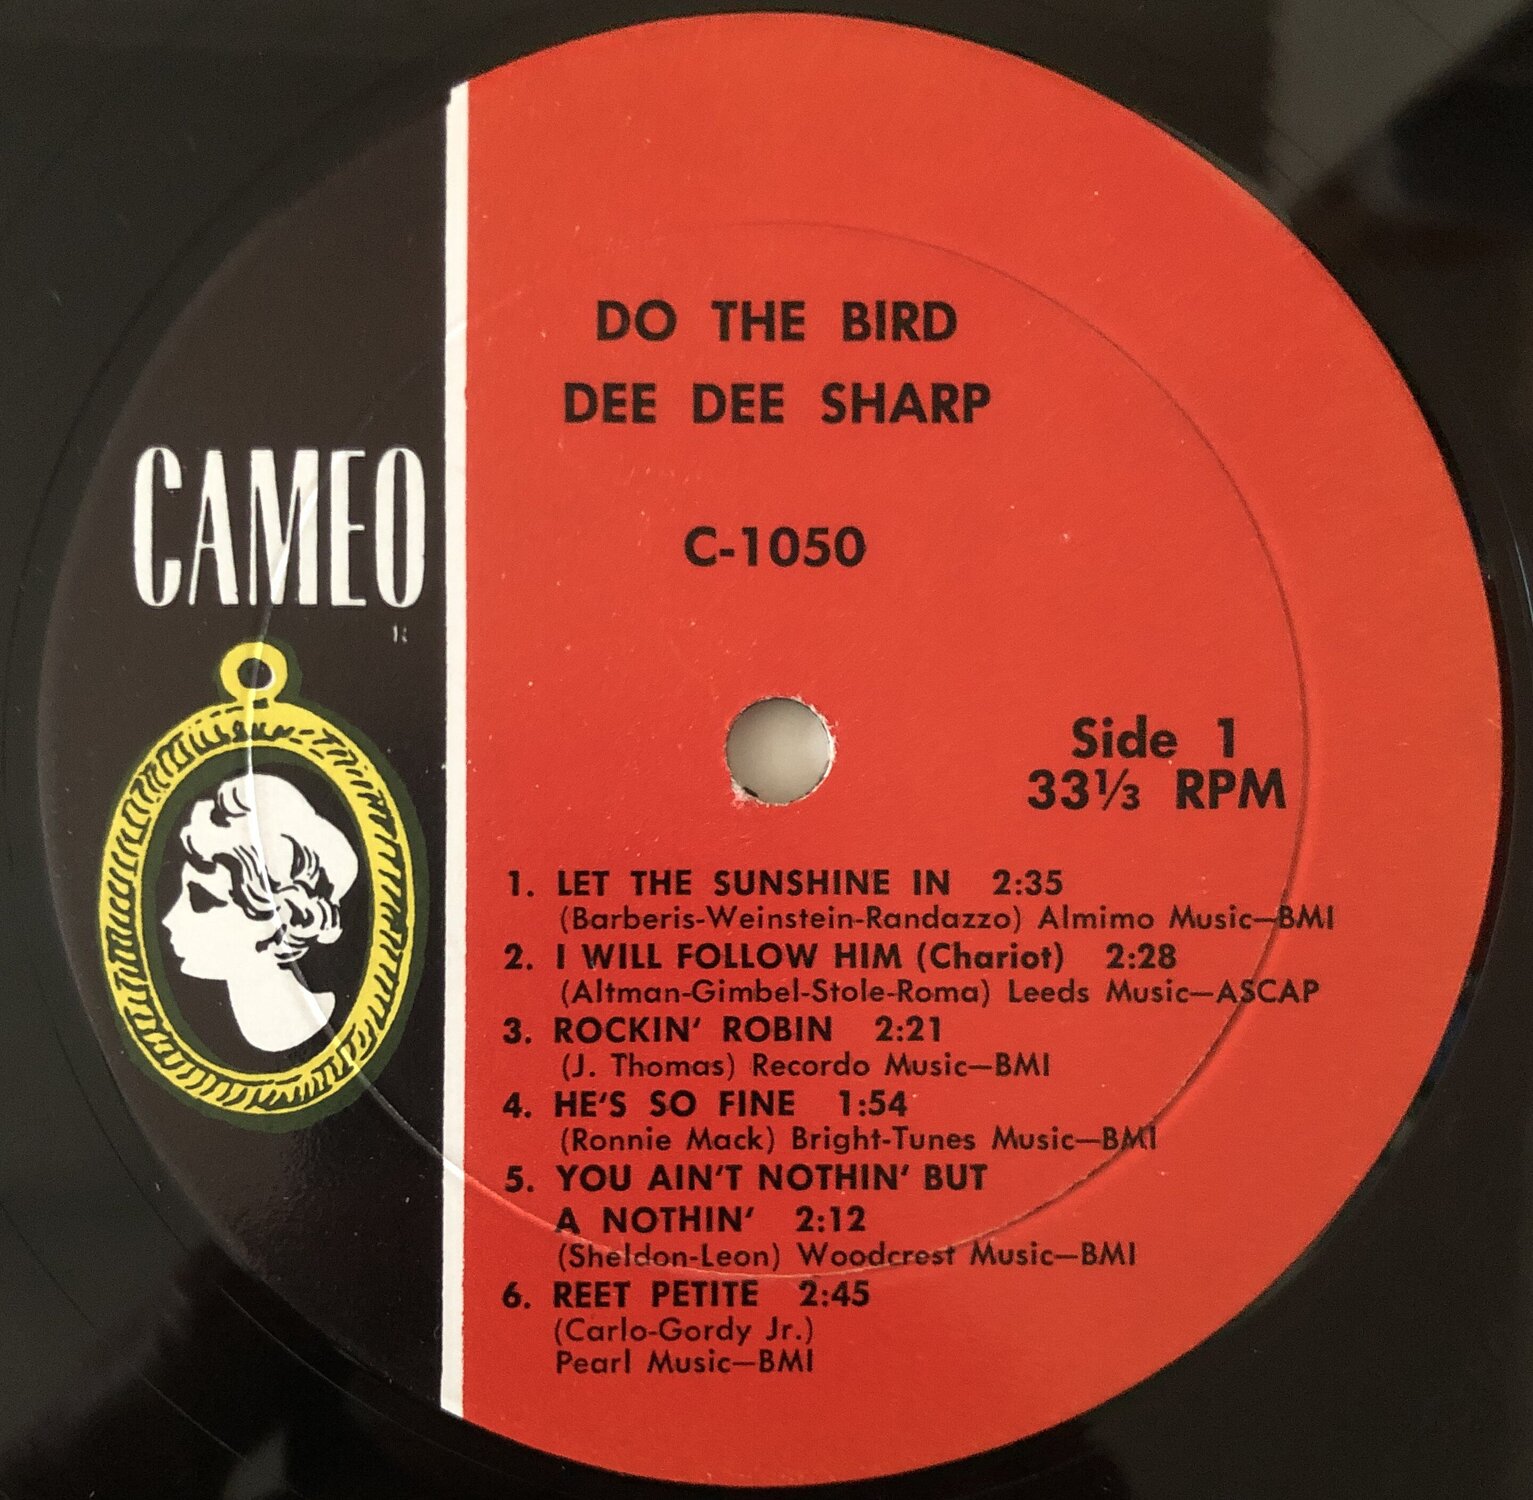 DO THE BIRD
DEE DEE SHARP
C-1050
CAMEO
R
Side 1
33⅓ RPM
1. LET THE SUNSHINE IN 2:35
(Barberis-Weinstein-Randazzo) Almimo Music—BMI
2. I WILL FOLLOW HIM (Chariot) 2:28
(Altman-Gimbel-Stole-Roma) Leeds Music—ASCAP
3. ROCKIN' ROBIN 2:21
(J. Thomas) Recordo Music—BMI
4. HE'S SO FINE 1:54
(Ronnie Mack) Bright-Tunes Music—BMI
5. YOU AIN'T NOTHIN' BUT
A NOTHIN' 2:12
(Sheldon-Leon) Woodcrest Music—BMI
6. REET PETITE 2:45
(Carlo-Gordy Jr.)
Pearl Music—BMI